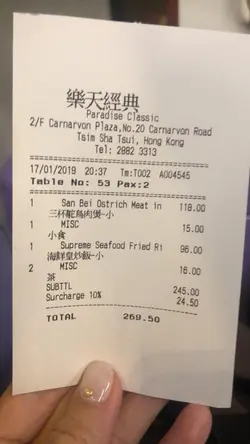 樂天經典
Paradise Classic
2/F Carnarvon Plaza,No.20 Carnarvon Road
Tsim Sha Tsui, Hong Kong
Tel: 2882 3313
17/01/2019 20:37 Tm:T002 A004545
Table No: 53 Pax:2
1 San Bei Ostrich Meat in 118.00
三杯鴕鳥肉煲-小
1 MISC 15.00
小食
1 Supreme Seafood Fried Ri 96.00
海鮮皇炒飯-小
2 MISC 16.00
茶
SUBTTL 245.00
Surcharge 10% 24.50
TOTAL 269.50